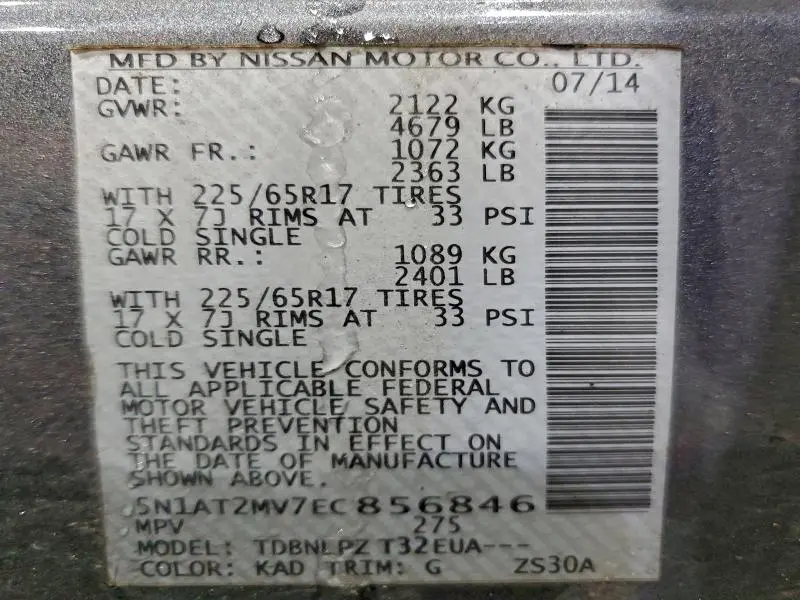 MFD BY NISSAN MOTOR CO., LTD.
DATE: 07/14
GVWR: 2122 KG
4679 LB
GAWR FR.: 1072 KG
2363 LB
WITH 225/65R17 TIRES
17 X 7J RIMS AT 33 PSI
COLD SINGLE
GAWR RR.: 1089 KG
2401 LB
WITH 225/65R17 TIRES
17 X 7J RIMS AT 33 PSI
COLD SINGLE
THIS VEHICLE CONFORMS TO
ALL APPLICABLE FEDERAL
MOTOR VEHICLE SAFETY AND
THEFT PREVENTION
STANDARDS IN EFFECT ON
THE DATE OF MANUFACTURE
SHOWN ABOVE.
5N1AT2MV7EC856846
MPV 275
MODEL: TDBNLPZ T32EUA---
COLOR: KAD TRIM: G ZS30A